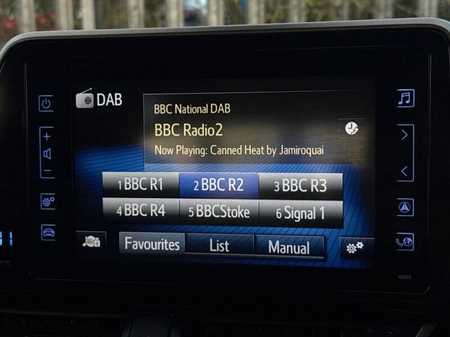 DAB
BBC National DAB
BBC Radio2
Now Playing: Canned Heat by Jamiroquai
1 BBC R1
2 BBC R2
3 BBC R3
4 BBC R4
5 BBCStoke
6 Signal 1
Favourites
List
Manual